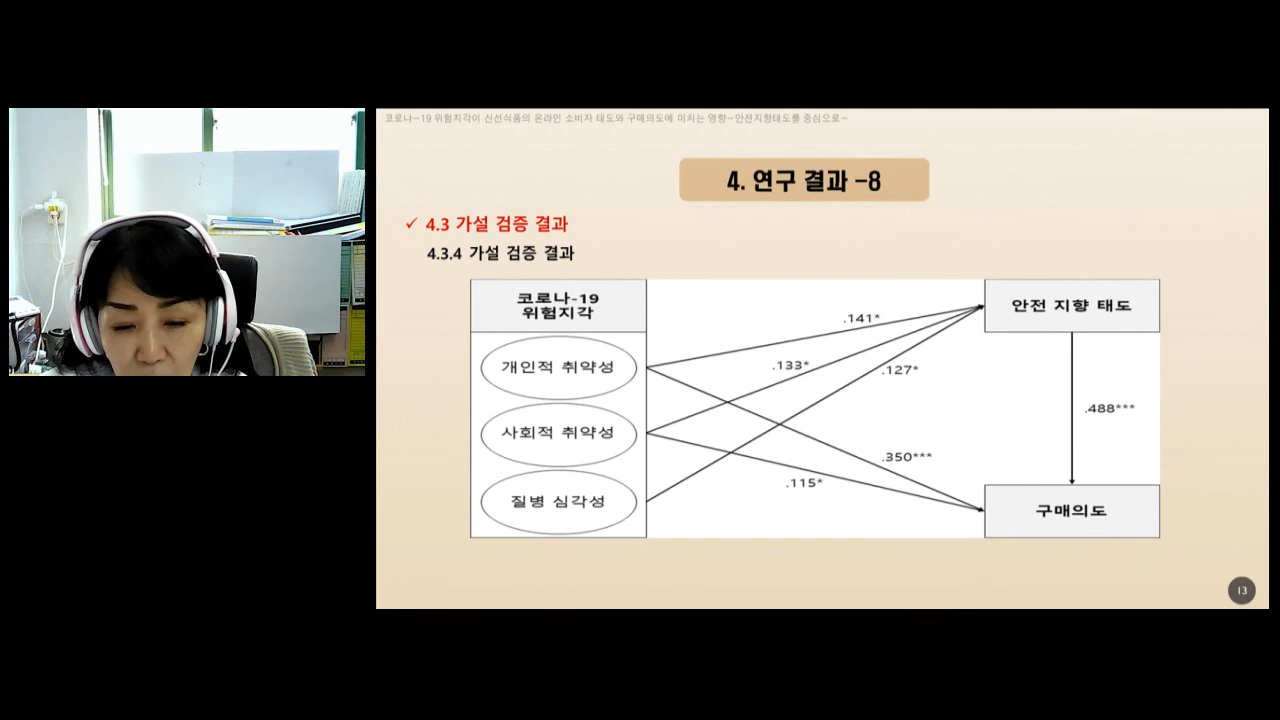 코로나-19 위험지각이 신선식품의 온라인 소비자 태도와 구매의도에 미치는 영향-안전지향태도를 중심으로-
4. 연구 결과 -8
✓ 4.3 가설 검증 결과
4.3.4 가설 검증 결과
코로나-19
위험지각
개인적 취약성
사회적 취약성
질병 심각성
.141*
.133*
.127*
.350***
.115*
안전 지향 태도
.488***
구매의도
13